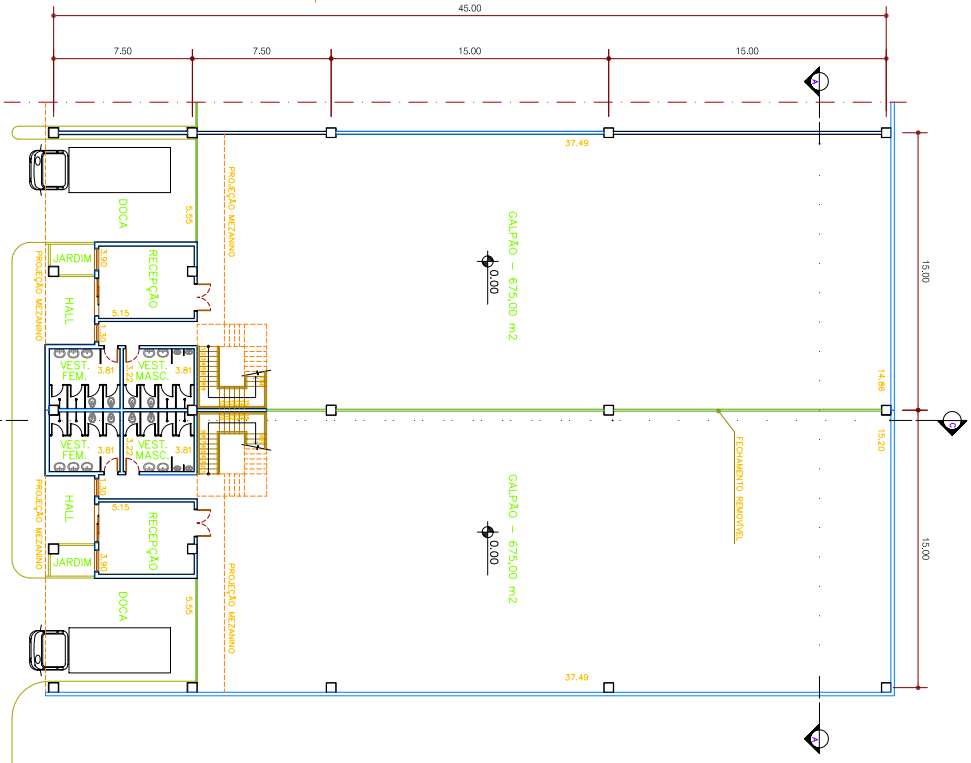 45.00
7.50
7.50
15.00
15.00
A
37.49
PROJEÇÃO MEZANINO
DOCA
5.55
GALPÃO - 675,00 m2
0.00
15.00
JARDIM
3.90
RECEPÇÃO
PROJEÇÃO MEZANINO
HALL
5.15
1.30
VEST.
FEM.
3.81
3.22
VEST.
MASC.
3.81
14.86
C
15.20
VEST.
FEM.
3.81
3.22
VEST.
MASC.
3.81
FECHAMENTO REMOVIVEL
PROJEÇÃO MEZANINO
HALL
1.30
5.15
RECEPÇÃO
GALPÃO - 675,00 m2
0.00
15.00
JARDIM
3.90
DOCA
5.55
PROJEÇÃO MEZANINO
37.49
A